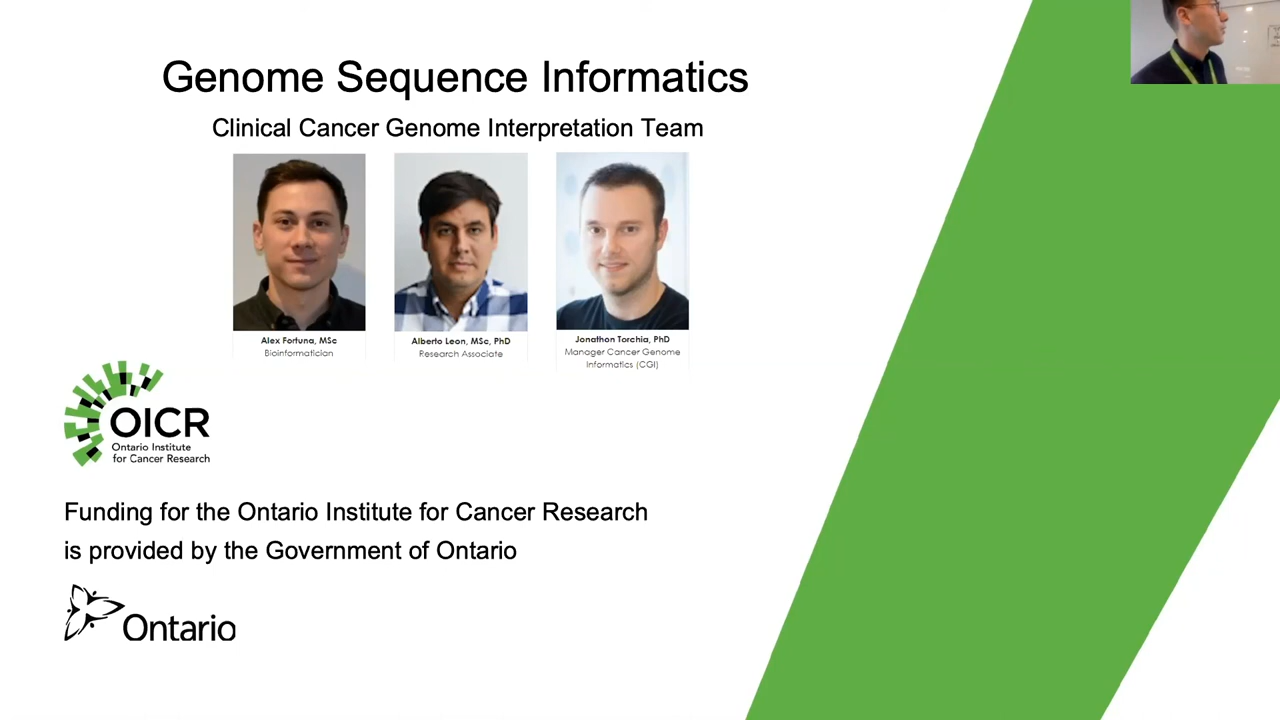 Genome Sequence Informatics
Clinical Cancer Genome Interpretation Team
Alex Fortuna, MSc
Bioinformatician
Alberto Leon, MSc, PhD
Research Associate
Jonathon Torchia, PhD
Manager Cancer Genome
Informatics (CGI)
OICR
Ontario Institute
for Cancer Research
Funding for the Ontario Institute for Cancer Research
is provided by the Government of Ontario
Ontario